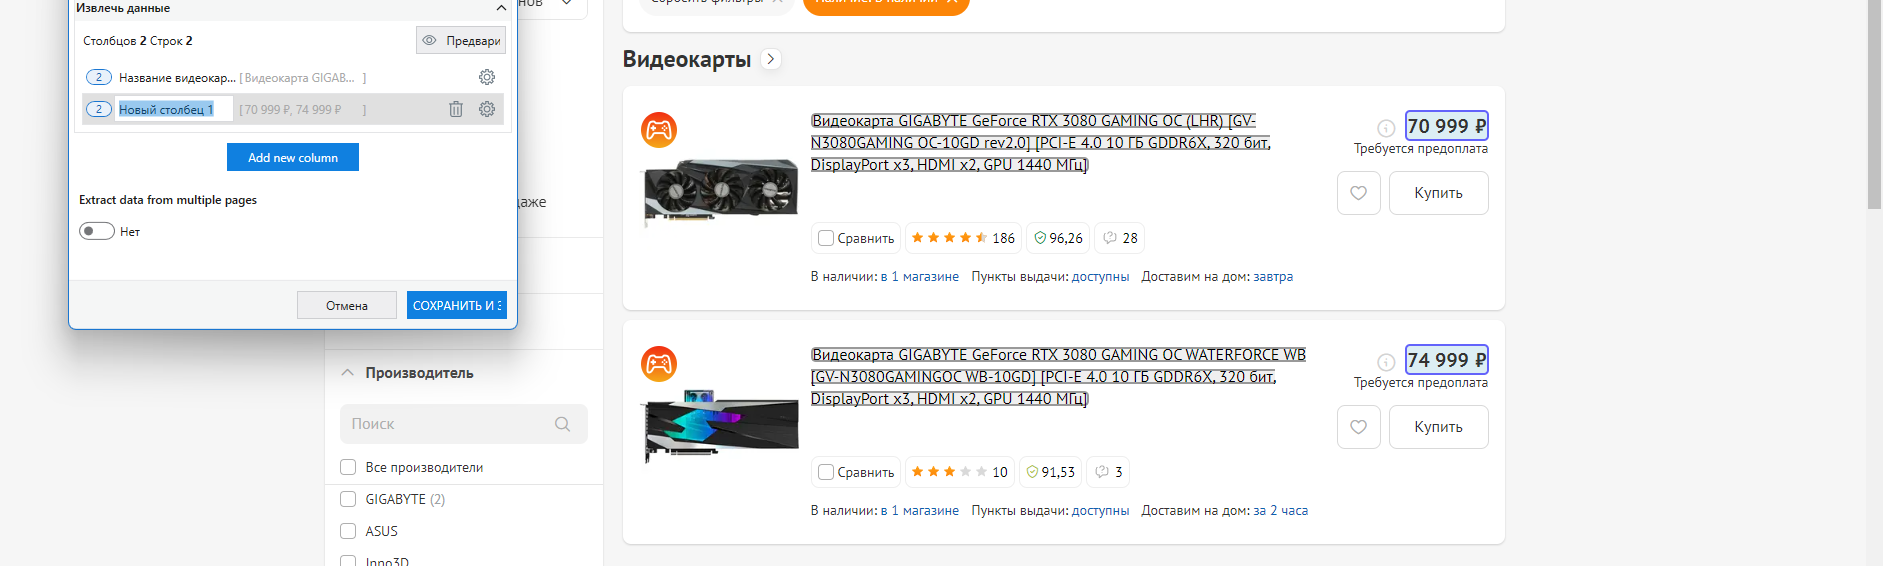 Извлечь данные
Столбцов 2 Строк 2
Предвари
2 Название видеокар... [ Видеокарта GIGAB... ]
2 Новый столбец 1 [ 70 999 ₽, 74 999 ₽ ]
Add new column
Extract data from multiple pages
Нет
Отмена
СОХРАНИТЬ И З
нов
даже
Производитель
Поиск
Все производители
GIGABYTE (2)
ASUS
Inno3D
Сбросить фильтры
Наличие: в наличии
Видеокарты
Видеокарта GIGABYTE GeForce RTX 3080 GAMING OC (LHR) [GV-
N3080GAMING OC-10GD rev2.0] [PCI-E 4.0 10 ГБ GDDR6X, 320 бит,
DisplayPort x3, HDMI x2, GPU 1440 МГц]
70 999 ₽
Требуется предоплата
Купить
Сравнить 186 96,26 28
В наличии: в 1 магазине Пункты выдачи: доступны Доставим на дом: завтра
Видеокарта GIGABYTE GeForce RTX 3080 GAMING OC WATERFORCE WB
[GV-N3080GAMINGOC WB-10GD] [PCI-E 4.0 10 ГБ GDDR6X, 320 бит,
DisplayPort x3, HDMI x2, GPU 1440 МГц]
74 999 ₽
Требуется предоплата
Купить
Сравнить 10 91,53 3
В наличии: в 1 магазине Пункты выдачи: доступны Доставим на дом: за 2 часа